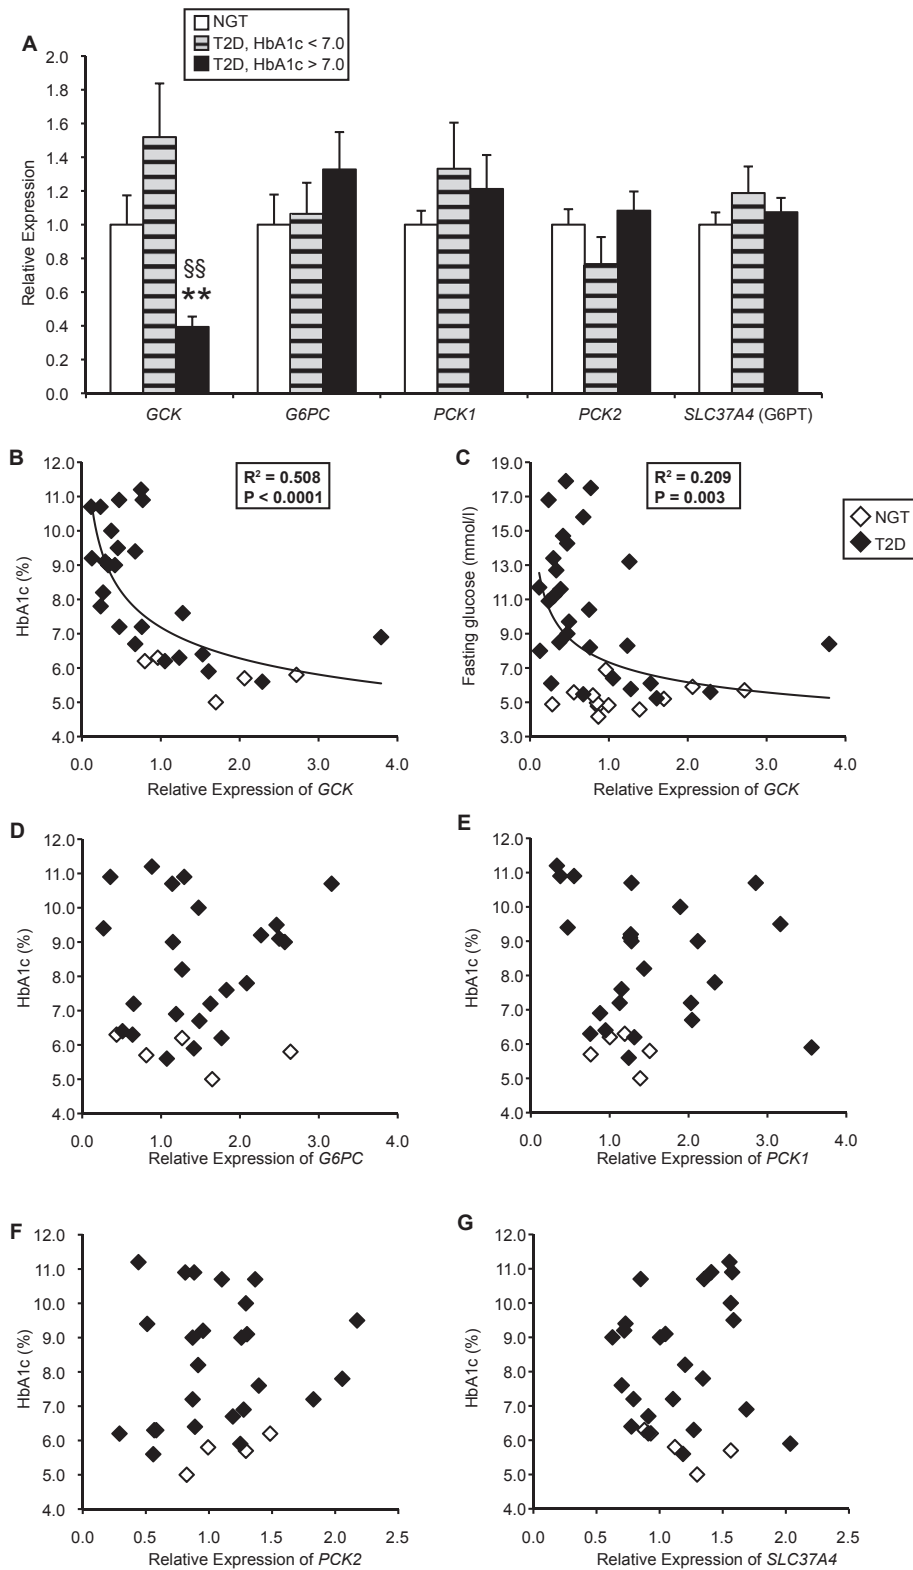 NGT
T2D, HbA1c < 7.0
T2D, HbA1c > 7.0
A
2.0
1.8
1.6
1.4
1.2
1.0
0.8
0.6
0.4
0.2
0.0
Relative Expression
§§
**
GCK
G6PC
PCK1
PCK2
SLC37A4 (G6PT)
B
12.0
11.0
10.0
9.0
8.0
7.0
6.0
5.0
4.0
HbA1c (%)
R² = 0.508
P < 0.0001
0.0 1.0 2.0 3.0 4.0
Relative Expression of GCK
C
19.0
17.0
15.0
13.0
11.0
9.0
7.0
5.0
3.0
Fasting glucose (mmol/l)
R² = 0.209
P = 0.003
0.0 1.0 2.0 3.0 4.0
Relative Expression of GCK
NGT
T2D
D
12.0
11.0
10.0
9.0
8.0
7.0
6.0
5.0
4.0
HbA1c (%)
0.0 1.0 2.0 3.0 4.0
Relative Expression of G6PC
E
12.0
11.0
10.0
9.0
8.0
7.0
6.0
5.0
4.0
HbA1c (%)
0.0 1.0 2.0 3.0 4.0
Relative Expression of PCK1
F
12.0
11.0
10.0
9.0
8.0
7.0
6.0
5.0
4.0
HbA1c (%)
0.0 0.5 1.0 1.5 2.0 2.5
Relative Expression of PCK2
G
12.0
11.0
10.0
9.0
8.0
7.0
6.0
5.0
4.0
HbA1c (%)
0.0 0.5 1.0 1.5 2.0 2.5
Relative Expression of SLC37A4